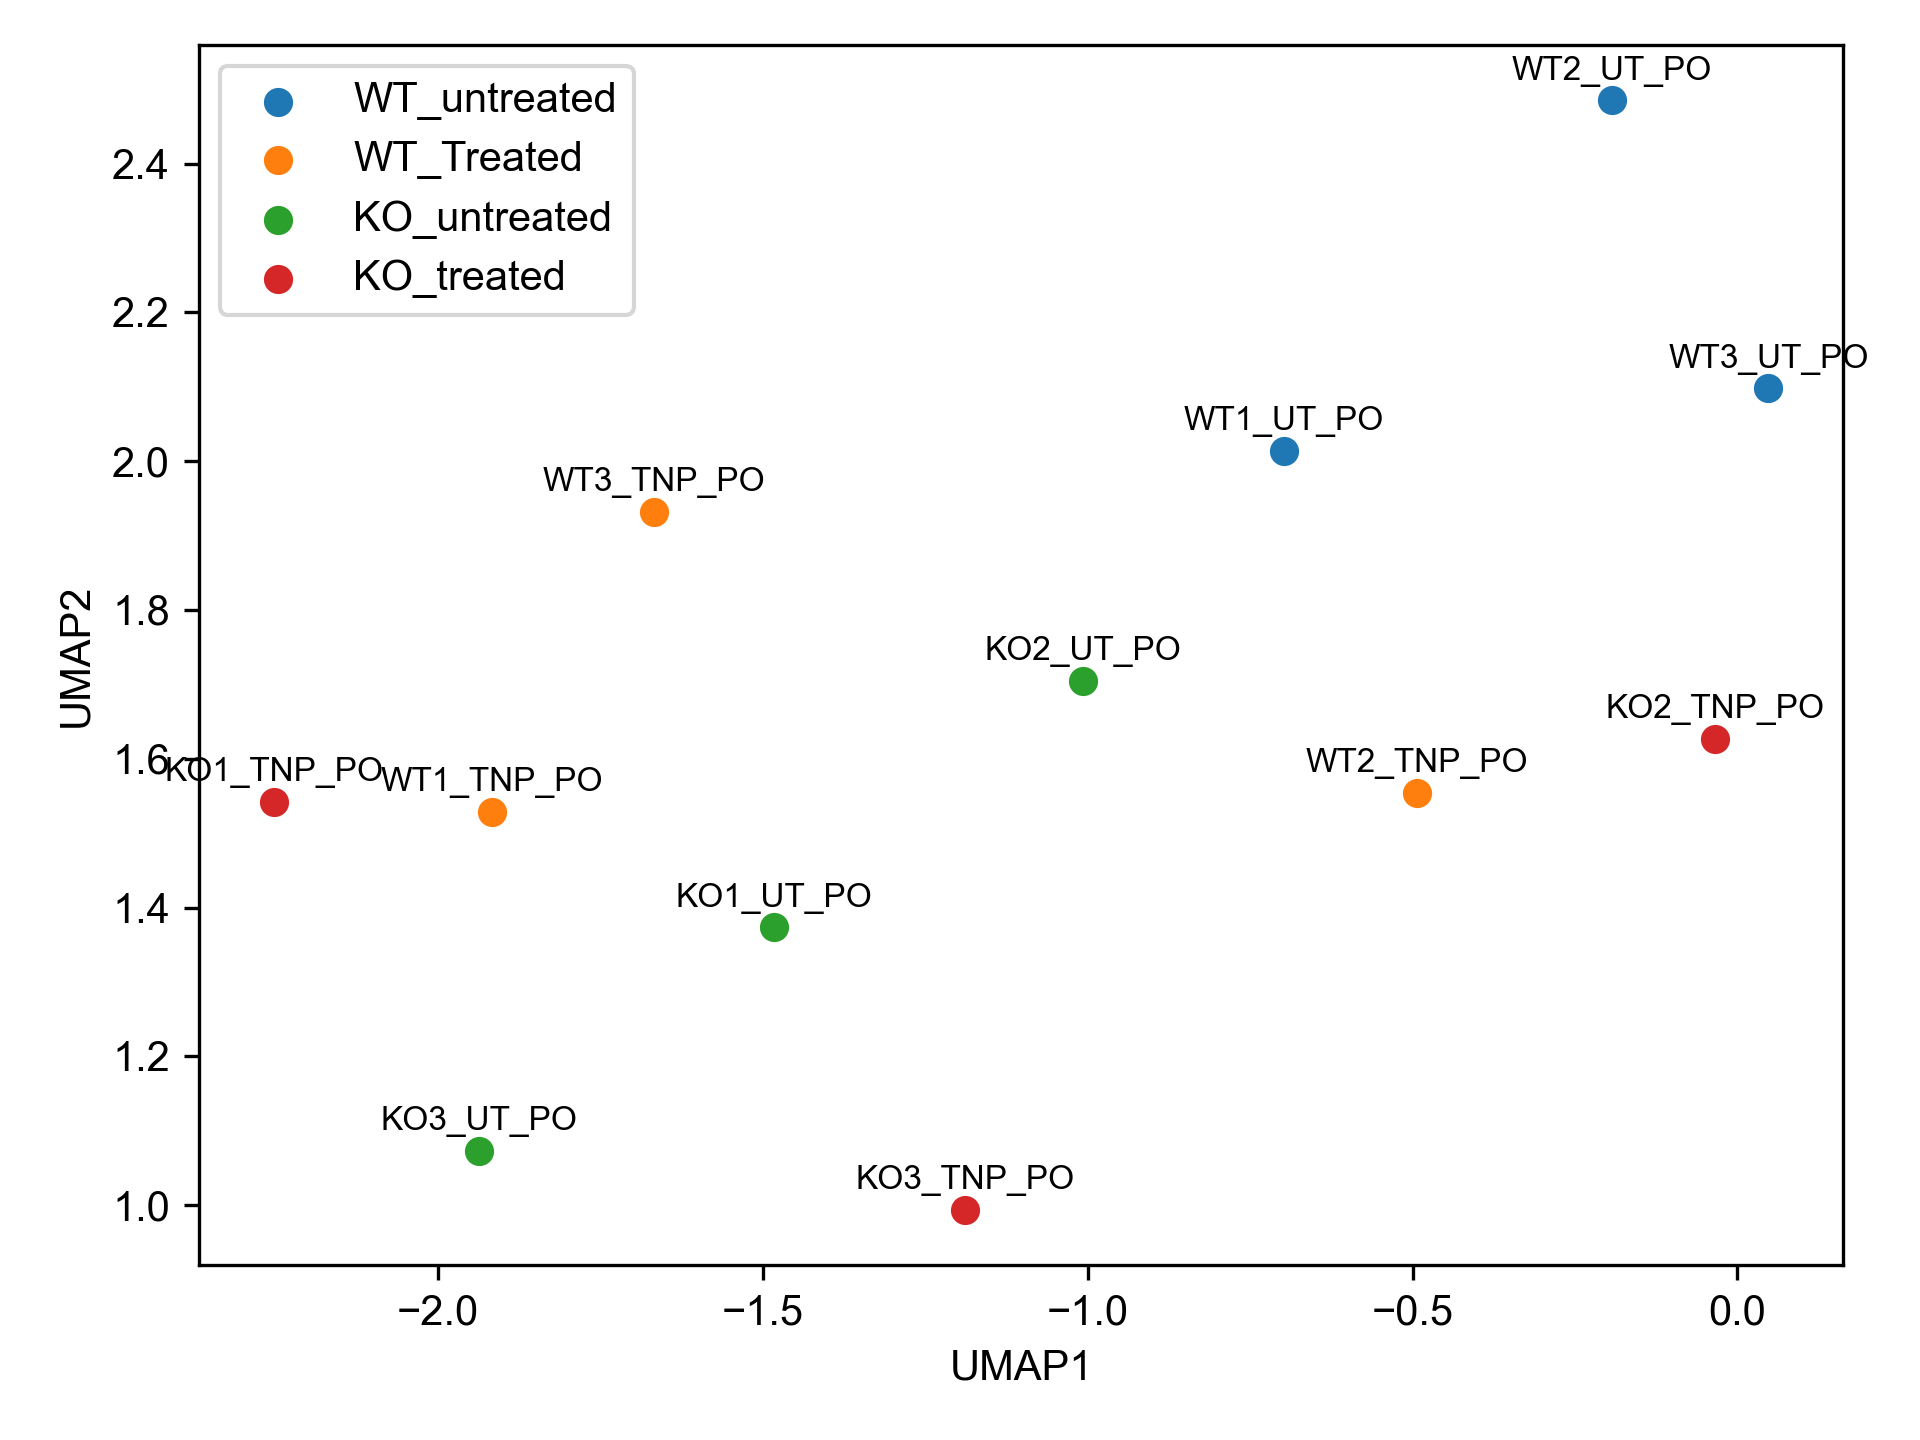 WT_untreated
WT_Treated
KO_untreated
KO_treated
WT2_UT_PO
WT3_UT_PO
WT1_UT_PO
WT3_TNP_PO
KO2_UT_PO
KO2_TNP_PO
WT2_TNP_PO
KO1_TNP_PO
WT1_TNP_PO
KO1_UT_PO
KO3_UT_PO
KO3_TNP_PO
2.4
2.2
2.0
1.8
1.6
1.4
1.2
1.0
UMAP2
−2.0
−1.5
−1.0
−0.5
0.0
UMAP1